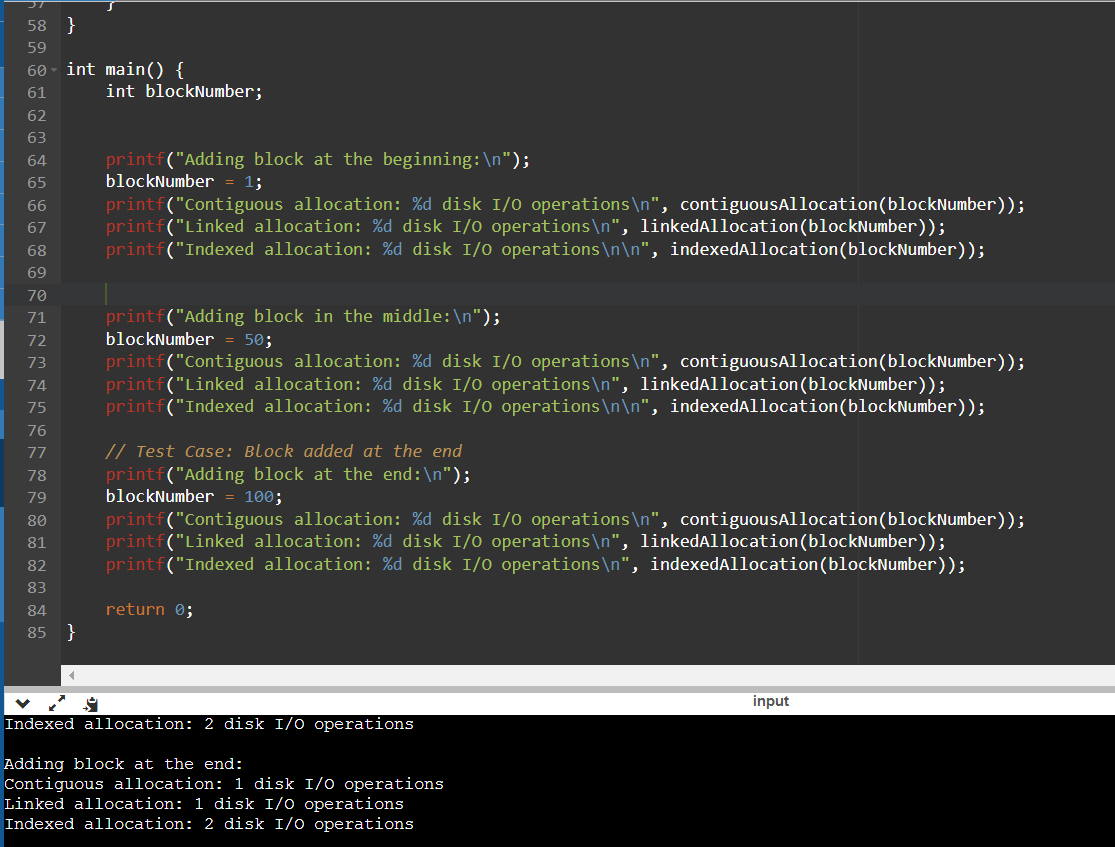 57 }
58 }
59
60 int main() {
61 int blockNumber;
62
63
64 printf("Adding block at the beginning:\n");
65 blockNumber = 1;
66 printf("Contiguous allocation: %d disk I/O operations\n", contiguousAllocation(blockNumber));
67 printf("Linked allocation: %d disk I/O operations\n", linkedAllocation(blockNumber));
68 printf("Indexed allocation: %d disk I/O operations\n\n", indexedAllocation(blockNumber));
69
70
71 printf("Adding block in the middle:\n");
72 blockNumber = 50;
73 printf("Contiguous allocation: %d disk I/O operations\n", contiguousAllocation(blockNumber));
74 printf("Linked allocation: %d disk I/O operations\n", linkedAllocation(blockNumber));
75 printf("Indexed allocation: %d disk I/O operations\n\n", indexedAllocation(blockNumber));
76
77 // Test Case: Block added at the end
78 printf("Adding block at the end:\n");
79 blockNumber = 100;
80 printf("Contiguous allocation: %d disk I/O operations\n", contiguousAllocation(blockNumber));
81 printf("Linked allocation: %d disk I/O operations\n", linkedAllocation(blockNumber));
82 printf("Indexed allocation: %d disk I/O operations\n", indexedAllocation(blockNumber));
83
84 return 0;
85 }
input
Indexed allocation: 2 disk I/O operations
Adding block at the end:
Contiguous allocation: 1 disk I/O operations
Linked allocation: 1 disk I/O operations
Indexed allocation: 2 disk I/O operations